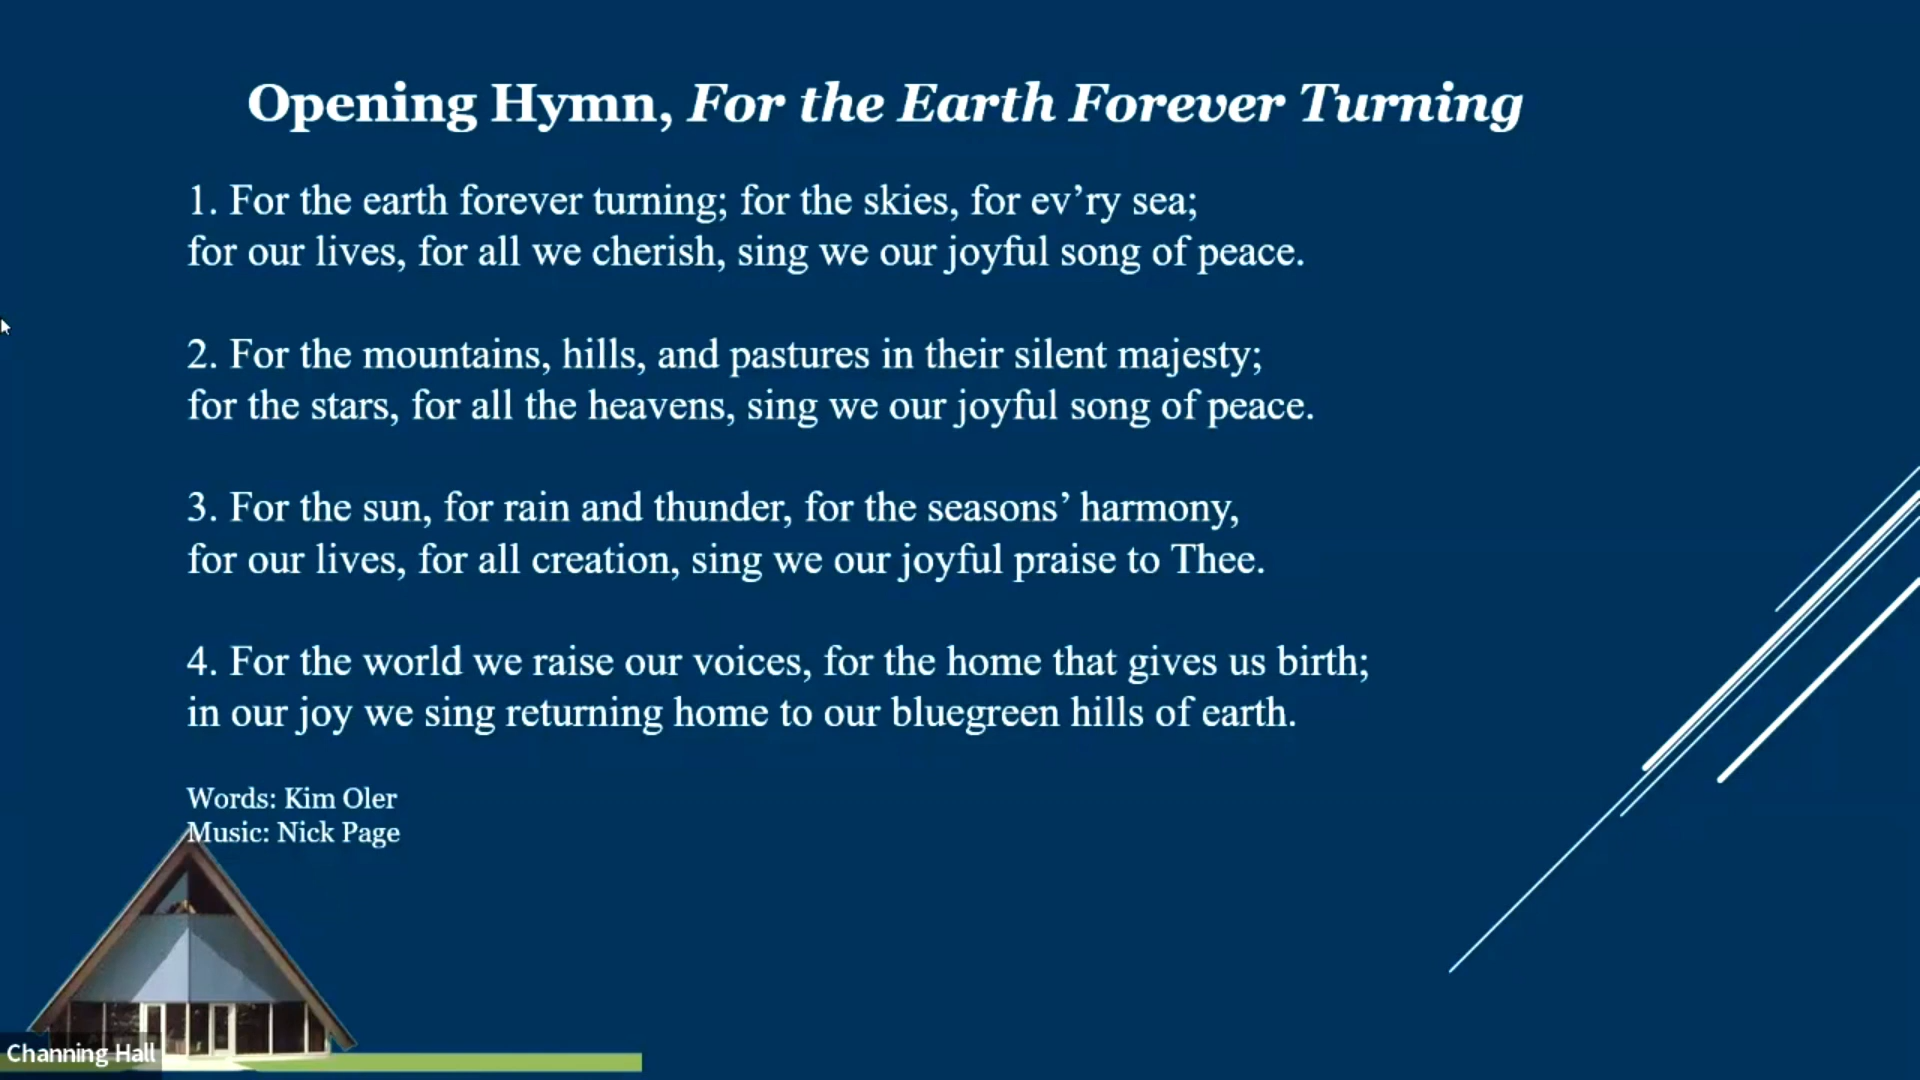 Opening Hymn, For the Earth Forever Turning
1. For the earth forever turning; for the skies, for ev’ry sea;
for our lives, for all we cherish, sing we our joyful song of peace.
2. For the mountains, hills, and pastures in their silent majesty;
for the stars, for all the heavens, sing we our joyful song of peace.
3. For the sun, for rain and thunder, for the seasons’ harmony,
for our lives, for all creation, sing we our joyful praise to Thee.
4. For the world we raise our voices, for the home that gives us birth;
in our joy we sing returning home to our bluegreen hills of earth.
Words: Kim Oler
Music: Nick Page
Channing Hall